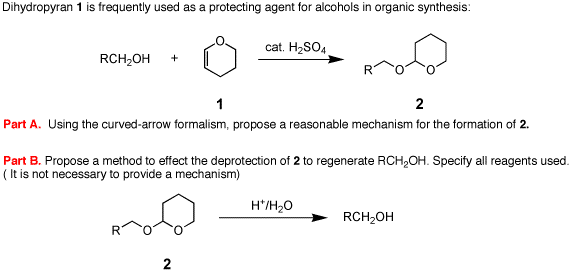 Dihydropyran 1 is frequently used as a protecting agent for alcohols in organic synthesis:
RCH₂OH + O cat. H₂SO₄ R O O
1 2
Part A. Using the curved-arrow formalism, propose a reasonable mechanism for the formation of 2.
Part B. Propose a method to effect the deprotection of 2 to regenerate RCH₂OH. Specify all reagents used.
( It is not necessary to provide a mechanism)
R O O H⁺/H₂O RCH₂OH
2